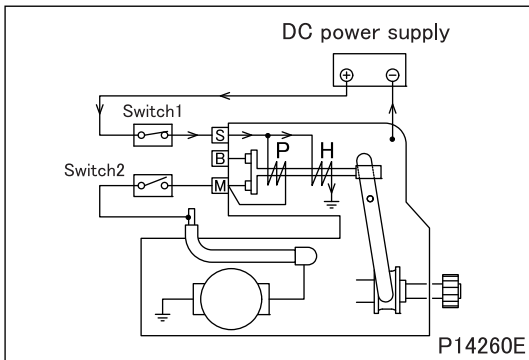 DC power supply
+ −
Switch1
S
P H
B
Switch2
M
P14260E